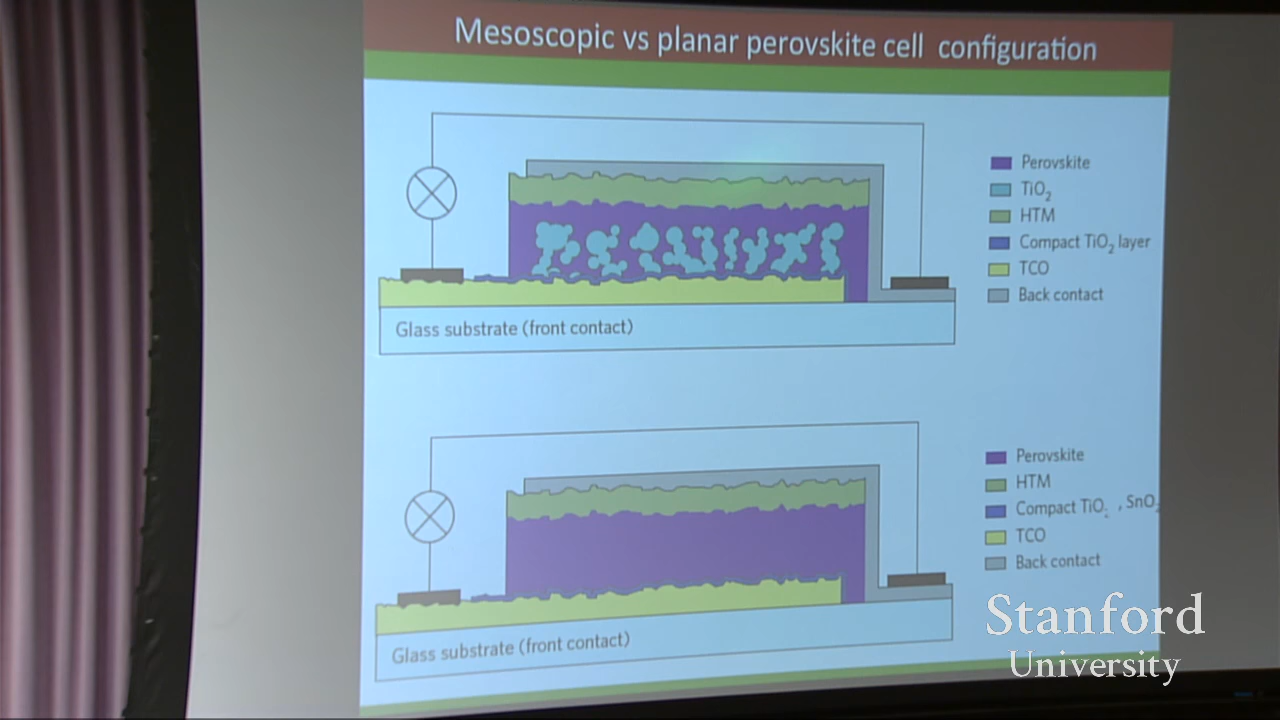 Mesoscopic vs planar perovskite cell configuration
Perovskite
TiO₂
HTM
Compact TiO₂ layer
TCO
Back contact
Glass substrate (front contact)
Perovskite
HTM
Compact TiO₂ , SnO₂
TCO
Back contact
Glass substrate (front contact)
Stanford
University